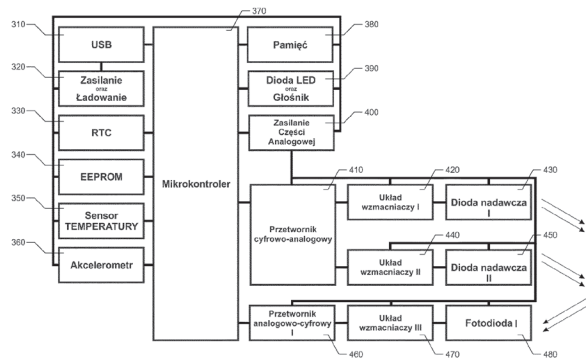 310
USB
320
Zasilanie
oraz
Ładowanie
330
RTC
340
EEPROM
350
Sensor
TEMPERATURY
360
Akcelerometr
370
Mikrokontroler
380
Pamięć
390
Dioda LED
oraz
Głośnik
400
Zasilanie
Części
Analogowej
410
Przetwornik
cyfrowo-analogowy
420
Układ
wzmacniaczy I
430
Dioda nadawcza
I
440
Układ
wzmacniaczy II
450
Dioda nadawcza
II
Przetwornik
analogowo-cyfrowy
I
460
Układ
wzmacniaczy III
470
Fotodioda I
480